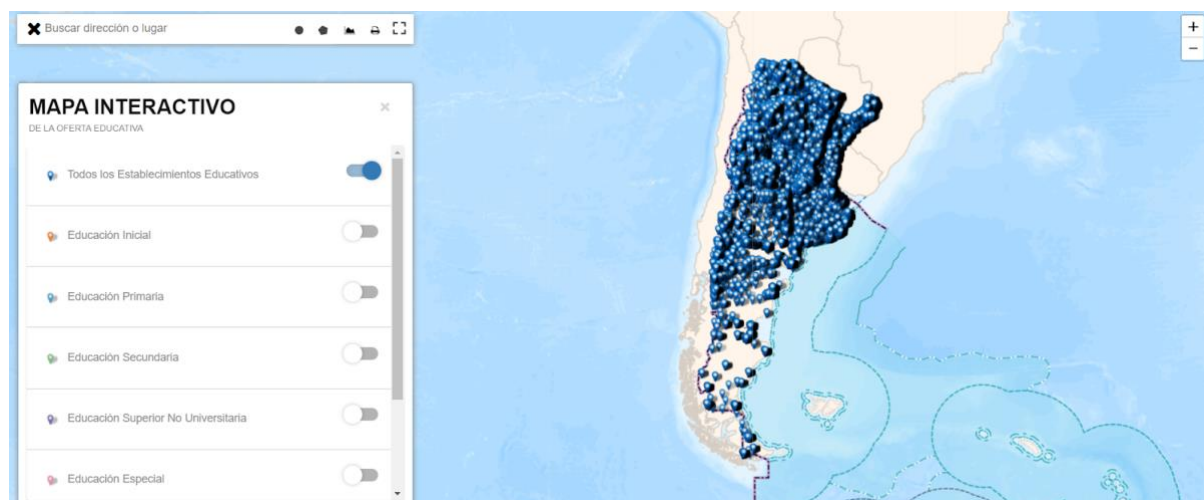 Buscar dirección o lugar
MAPA INTERACTIVO
DE LA OFERTA EDUCATIVA
Todos los Establecimientos Educativos
Educación Inicial
Educación Primaria
Educación Secundaria
Educación Superior No Universitaria
Educación Especial